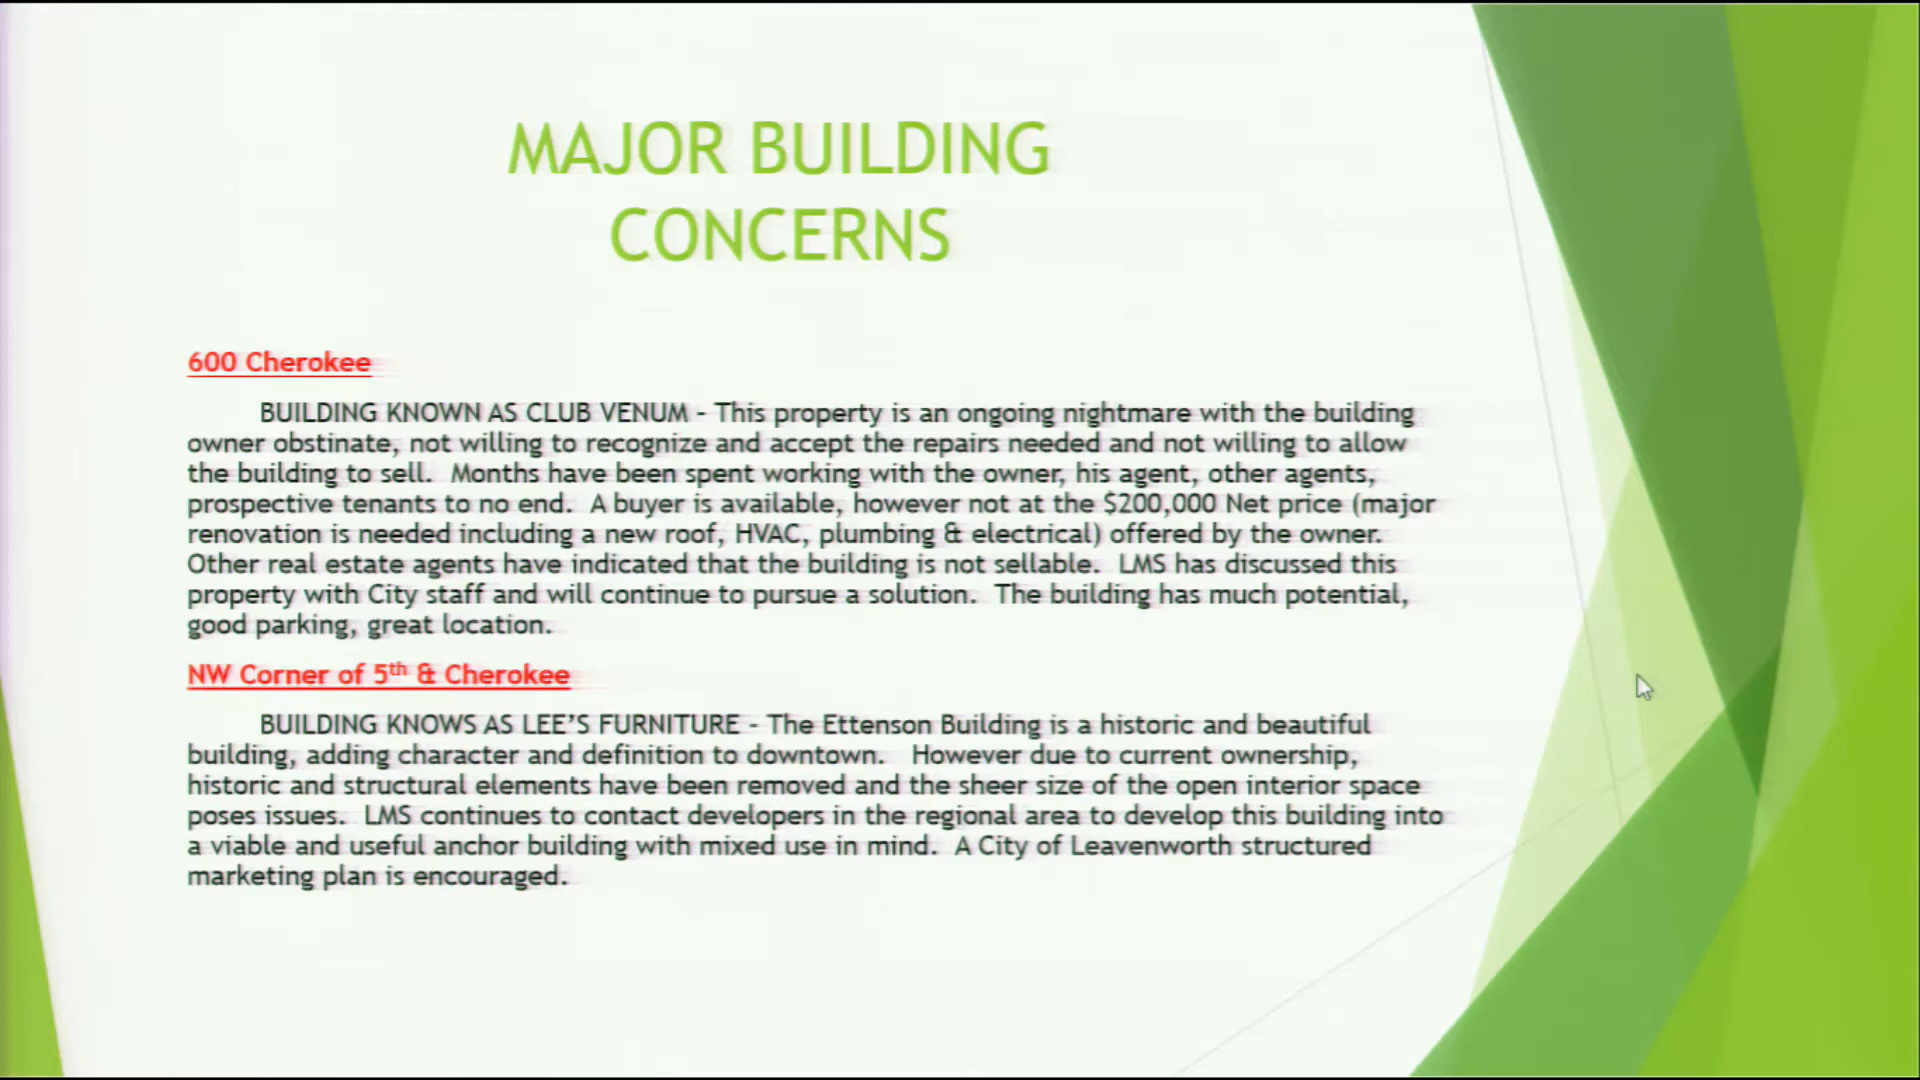 MAJOR BUILDING
CONCERNS
600 Cherokee
BUILDING KNOWN AS CLUB VENUM – This property is an ongoing nightmare with the building
owner obstinate, not willing to recognize and accept the repairs needed and not willing to allow
the building to sell.  Months have been spent working with the owner, his agent, other agents,
prospective tenants to no end.  A buyer is available, however not at the $200,000 Net price (major
renovation is needed including a new roof, HVAC, plumbing & electrical) offered by the owner.
Other real estate agents have indicated that the building is not sellable.  LMS has discussed this
property with City staff and will continue to pursue a solution.  The building has much potential,
good parking, great location.
NW Corner of 5th & Cherokee
BUILDING KNOWS AS LEE’S FURNITURE – The Ettenson Building is a historic and beautiful
building, adding character and definition to downtown.   However due to current ownership,
historic and structural elements have been removed and the sheer size of the open interior space
poses issues.  LMS continues to contact developers in the regional area to develop this building into
a viable and useful anchor building with mixed use in mind.  A City of Leavenworth structured
marketing plan is encouraged.